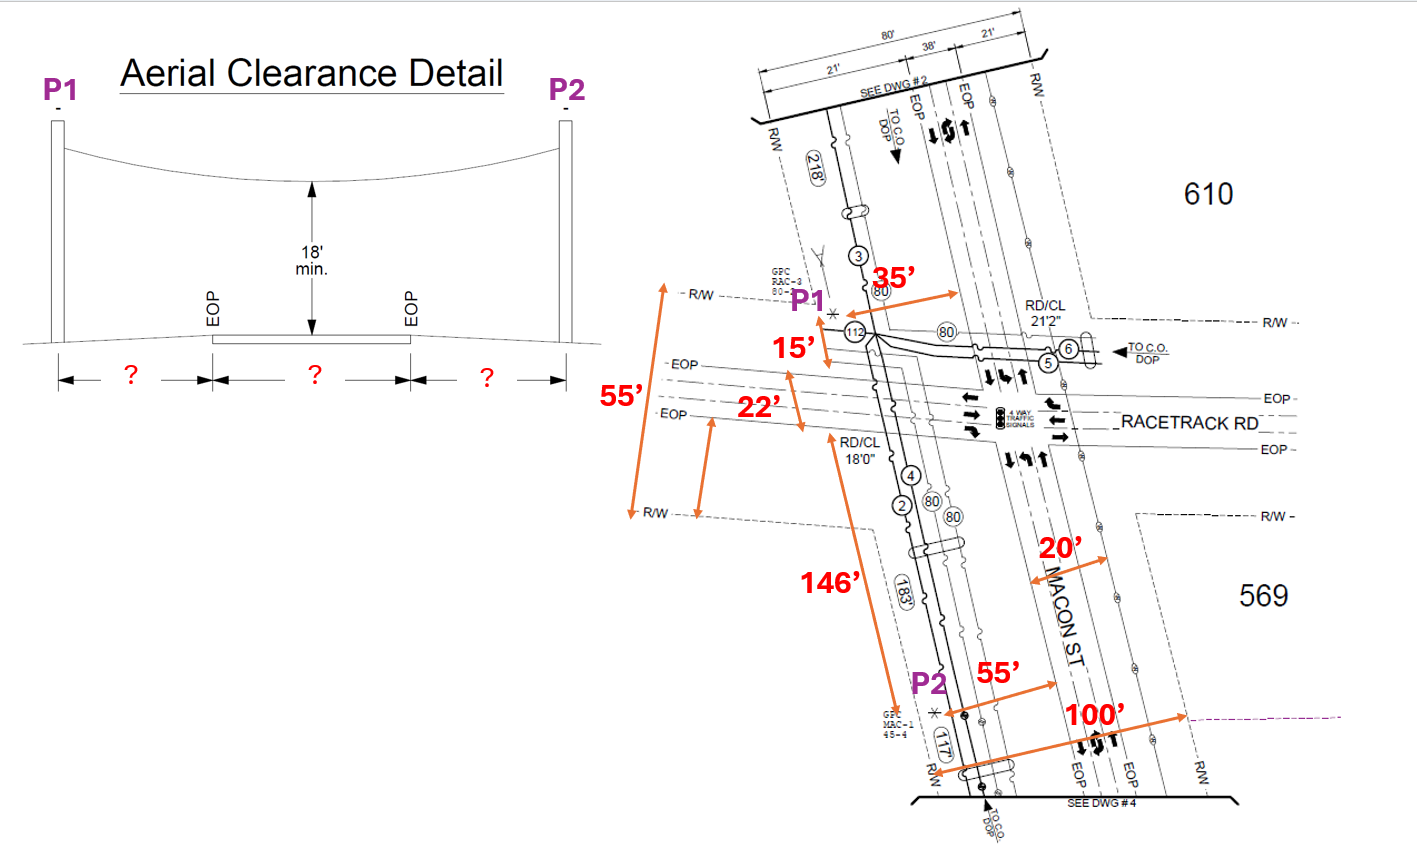 Aerial Clearance Detail
P1
P2
18'
min.
EOP
EOP
?
?
?
80'
21'
38'
21'
SEE DWG # 2
R/W
EOP
EOP
R/W
TO C.O.
DOP
218'
610
3
GPC
RAC-3
35’
80
P1
R/W
RD/CL
21'2"
R/W
112
80
15’
6
5
TO C.O.
DOP
EOP
55’
22’
EOP
EOP
4 WAY
TRAFFIC
SIGNALS
RACETRACK RD
EOP
RD/CL
18'0"
4
2
80
80
R/W
R/W
20’
146’
183'
MACON ST
569
P2
55’
GPC
MAC-1
45-4
100’
117'
R/W
EOP
EOP
R/W
SEE DWG # 4
TO C.O.
DOP